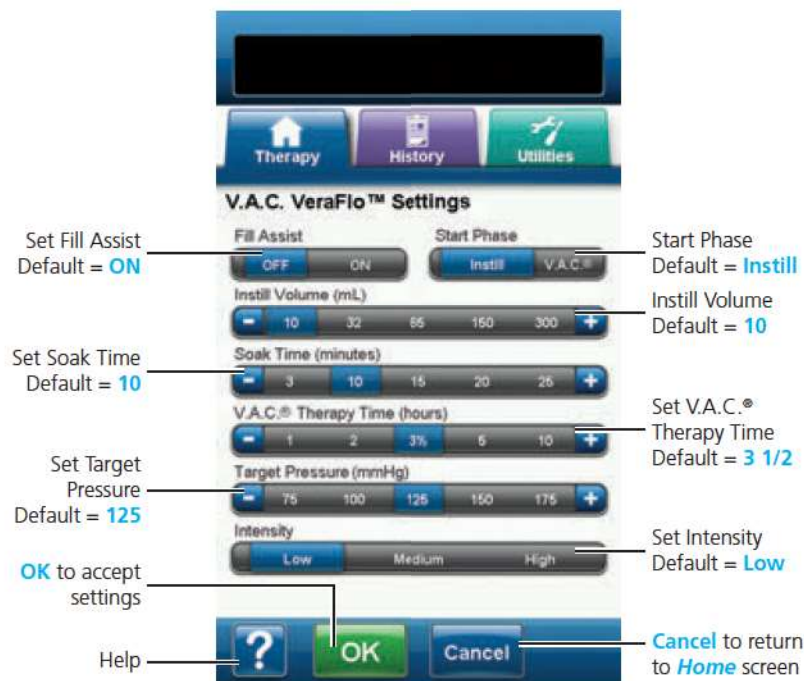 Therapy
History
Utilities
V.A.C. VeraFlo™ Settings
Fill Assist
Start Phase
OFF ON
Instill V.A.C.®
Instill Volume (mL)
- 10 32 65 150 300 +
Soak Time (minutes)
- 3 10 15 20 25 +
V.A.C.® Therapy Time (hours)
- 1 2 3½ 5 10 +
Target Pressure (mmHg)
- 75 100 125 150 175 +
Intensity
Low Medium High
? OK Cancel
Set Fill Assist
Default = ON
Set Soak Time
Default = 10
Set Target
Pressure
Default = 125
OK to accept
settings
Help
Start Phase
Default = Instill
Instill Volume
Default = 10
Set V.A.C.®
Therapy Time
Default = 3 1/2
Set Intensity
Default = Low
Cancel to return
to Home screen